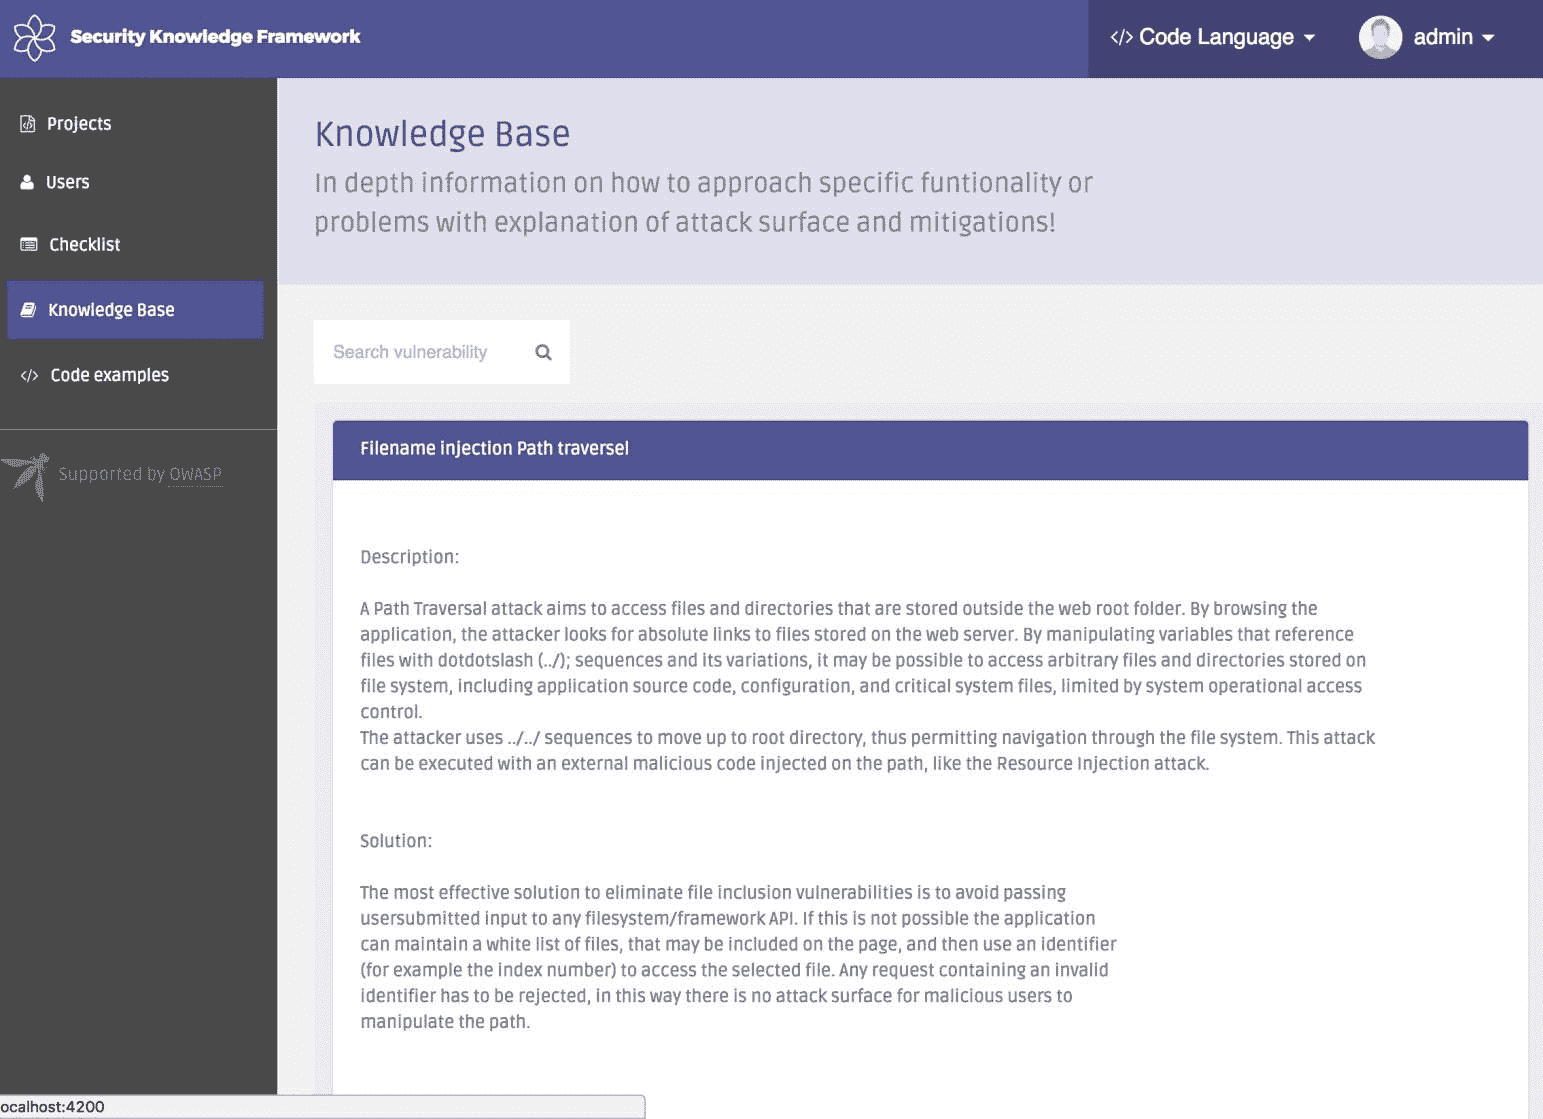 Security Knowledge Framework
</> Code Language
admin
Projects
Users
Checklist
Knowledge Base
</> Code examples
Supported by OWASP
Knowledge Base
In depth information on how to approach specific funtionality or
problems with explanation of attack surface and mitigations!
Search vulnerability
Filename injection Path traversel
Description:
A Path Traversal attack aims to access files and directories that are stored outside the web root folder. By browsing the
application, the attacker looks for absolute links to files stored on the web server. By manipulating variables that reference
files with dotdotslash (../); sequences and its variations, it may be possible to access arbitrary files and directories stored on
file system, including application source code, configuration, and critical system files, limited by system operational access
control.
The attacker uses ../../ sequences to move up to root directory, thus permitting navigation through the file system. This attack
can be executed with an external malicious code injected on the path, like the Resource Injection attack.
Solution:
The most effective solution to eliminate file inclusion vulnerabilities is to avoid passing
usersubmitted input to any filesystem/framework API. If this is not possible the application
can maintain a white list of files, that may be included on the page, and then use an identifier
(for example the index number) to access the selected file. Any request containing an invalid
identifier has to be rejected, in this way there is no attack surface for malicious users to
manipulate the path.
ocalhost:4200